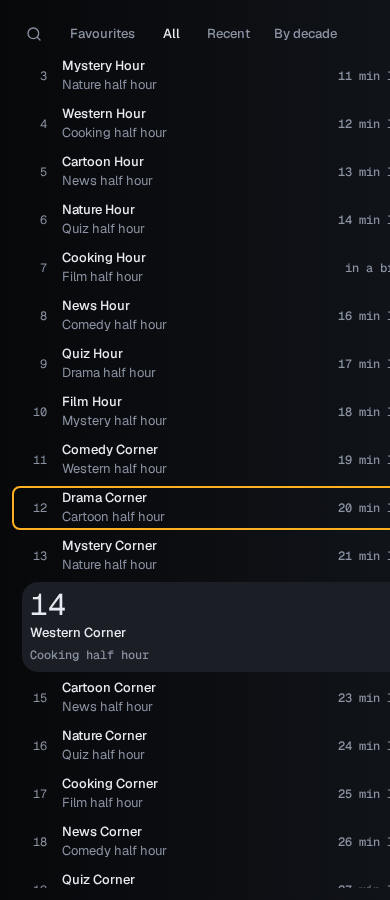 Favourites All Recent By decade
3 Mystery Hour 11 min
Nature half hour
4 Western Hour 12 min
Cooking half hour
5 Cartoon Hour 13 min
News half hour
6 Nature Hour 14 min
Quiz half hour
7 Cooking Hour in a
Film half hour
8 News Hour 16 min
Comedy half hour
9 Quiz Hour 17 min
Drama half hour
10 Film Hour 18 min
Mystery half hour
11 Comedy Corner 19 min
Western half hour
12 Drama Corner 20 min
Cartoon half hour
13 Mystery Corner 21 min
Nature half hour
14
Western Corner
Cooking half hour
15 Cartoon Corner 23 min
News half hour
16 Nature Corner 24 min
Quiz half hour
17 Cooking Corner 25 min
Film half hour
18 News Corner 26 min
Comedy half hour
Quiz Corner